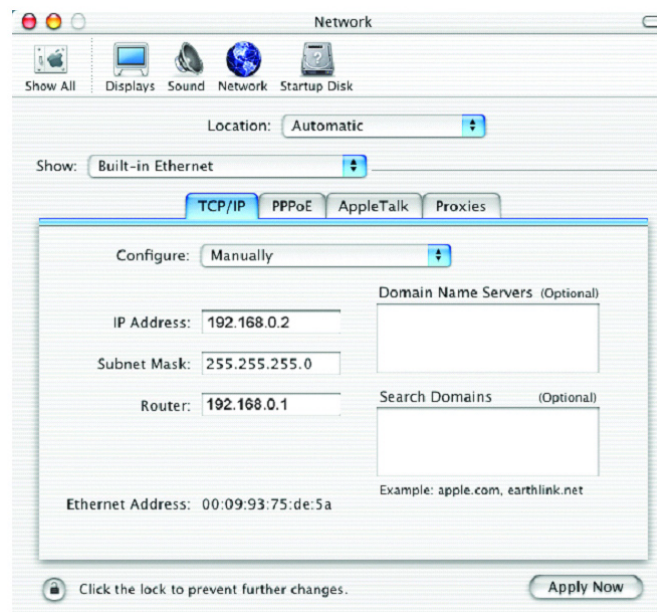 Network
Show All Displays Sound Network Startup Disk
Location: Automatic
Show: Built-in Ethernet
TCP/IP PPPoE AppleTalk Proxies
Configure: Manually
Domain Name Servers (Optional)
IP Address: 192.168.0.2
Subnet Mask: 255.255.255.0
Search Domains (Optional)
Router: 192.168.0.1
Example: apple.com, earthlink.net
Ethernet Address: 00:09:93:75:de:5a
Click the lock to prevent further changes.
Apply Now